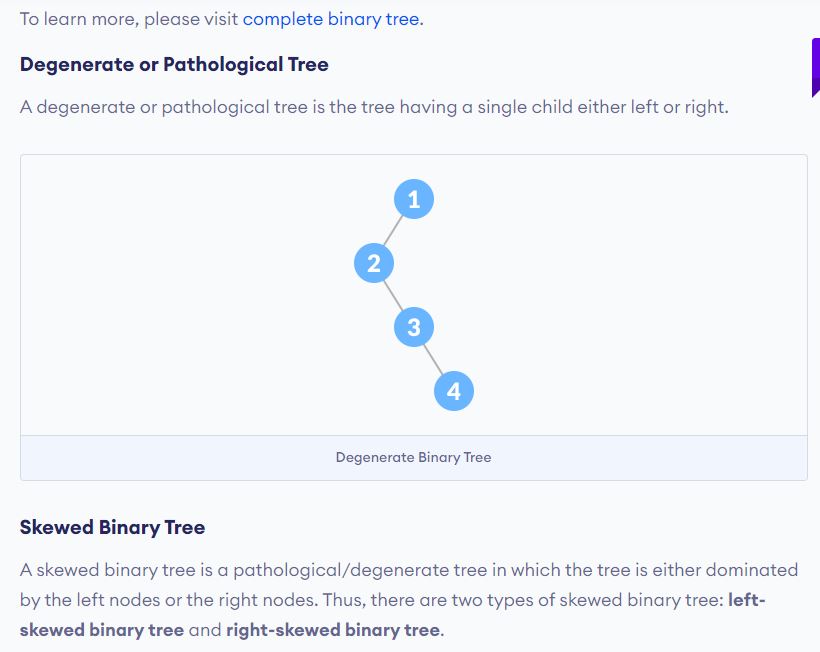 To learn more, please visit complete binary tree.
Degenerate or Pathological Tree
A degenerate or pathological tree is the tree having a single child either left or right.
1
2
3
4
Degenerate Binary Tree
Skewed Binary Tree
A skewed binary tree is a pathological/degenerate tree in which the tree is either dominated
by the left nodes or the right nodes. Thus, there are two types of skewed binary tree: left-
skewed binary tree and right-skewed binary tree.